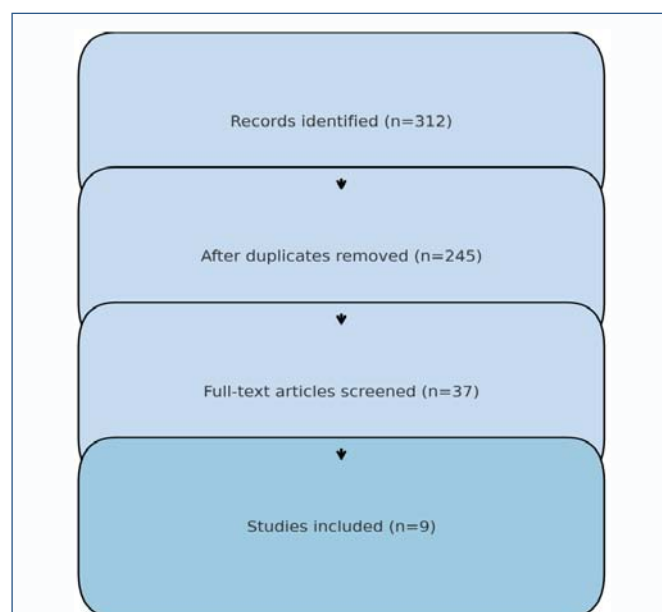 Records identified (n=312)
After duplicates removed (n=245)
Full-text articles screened (n=37)
Studies included (n=9)